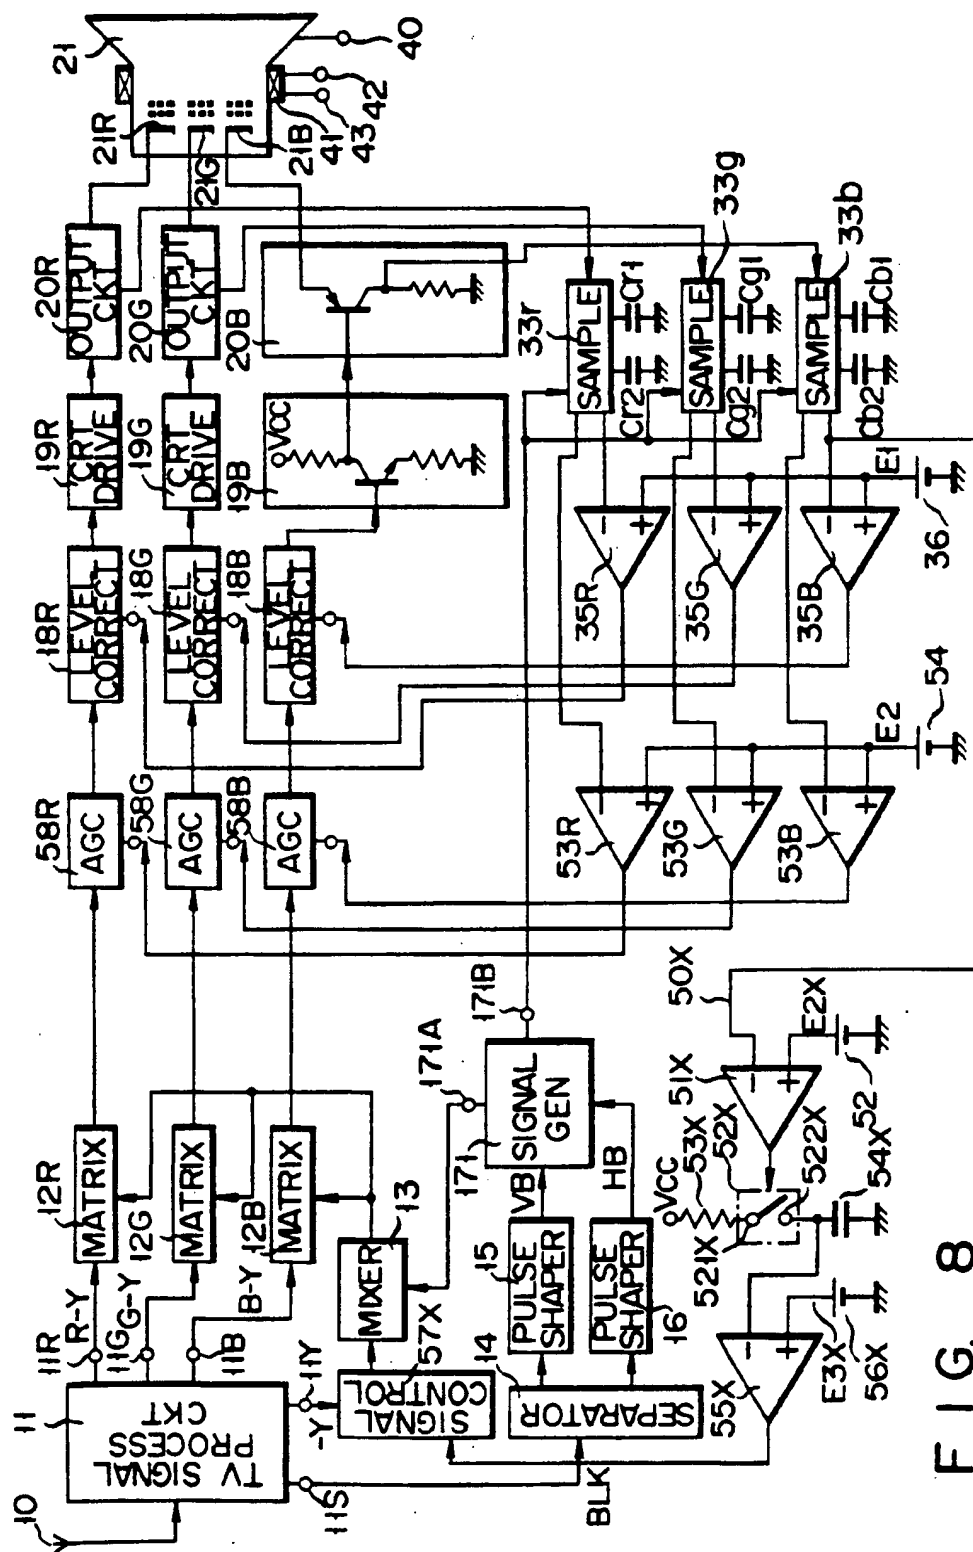 10
11
TV SIGNAL
PROCESS
CKT
11R
R-Y
11G
G-Y
11B
B-Y
11Y
-Y
11S
BLK
12R
MATRIX
12G
MATRIX
12B
MATRIX
SIGNAL
CONTROL
57X
MIXER
13
14
SEPARATOR
15
PULSE
SHAPER
PULSE
SHAPER
16
VB
HB
171
SIGNAL
GEN
171A
171B
58R
AGC
58G
AGC
58B
AGC
18R
LEVEL
CORRECT
18G
LEVEL
CORRECT
18B
LEVEL
CORRECT
19R
CRT
DRIVE
19G
CRT
DRIVE
19B
VCC
20R
OUTPUT
CKT
20G
OUTPUT
CKT
20B
21
21R
21G
21B
40
41
42
43
33r
SAMPLE
Cr2
Cr1
33g
SAMPLE
Cg2
Cg1
33b
SAMPLE
Cb2
Cb1
35R
-
+
35G
-
+
35B
-
+
E1
36
53R
-
+
53G
-
+
53B
-
+
E2
54
50X
51X
-
+
E2X
52
52X
53X
VCC
521X
522X
54X
55X
-
+
E3X
56X
FIG. 8